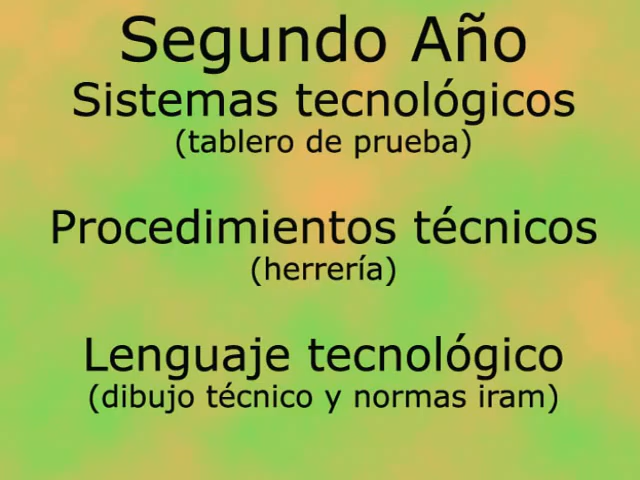 Segundo Año
Sistemas tecnológicos
(tablero de prueba)
Procedimientos técnicos
(herrería)
Lenguaje tecnológico
(dibujo técnico y normas iram)